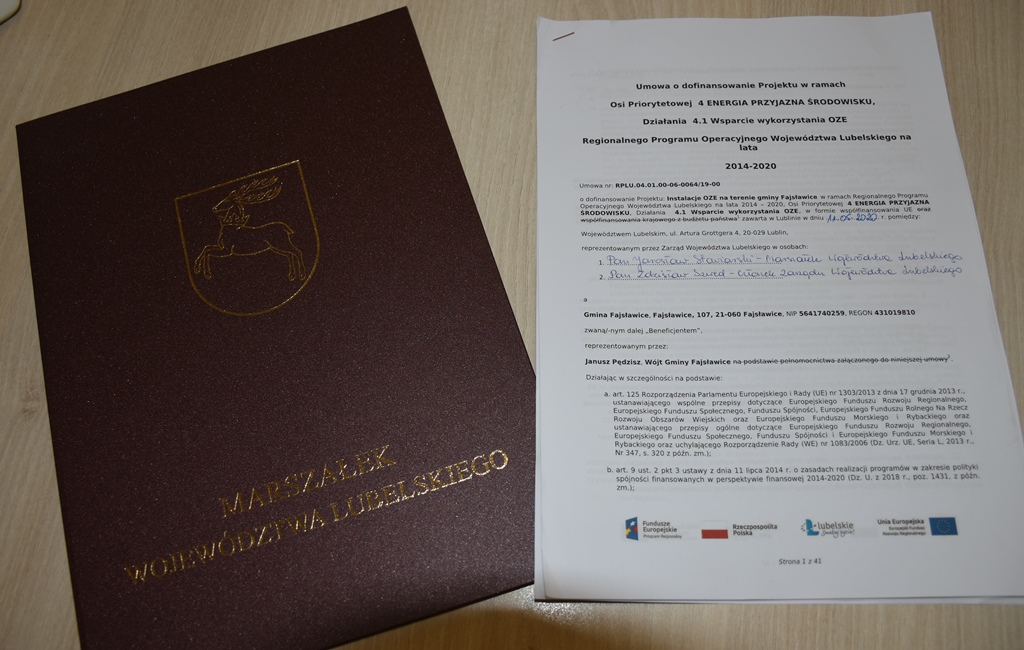 MARSZAŁEK
WOJEWÓDZTWA LUBELSKIEGO
Umowa o dofinansowanie Projektu w ramach
Osi Priorytetowej 4 ENERGIA PRZYJAZNA ŚRODOWISKU,
Działania 4.1 Wsparcie wykorzystania OZE
Regionalnego Programu Operacyjnego Województwa Lubelskiego na
lata
2014-2020
Umowa nr: RPLU.04.01.00-06-0064/19-00
o dofinansowanie Projektu: Instalacje OZE na terenie gminy Fajsławice w ramach Regionalnego Programu
Operacyjnego Województwa Lubelskiego na lata 2014 – 2020, Osi Priorytetowej 4 ENERGIA PRZYJAZNA
ŚRODOWISKU, Działania 4.1 Wsparcie wykorzystania OZE, w formie współfinansowania UE oraz
współfinansowania krajowego z budżetu państwa¹ zawarta w Lublinie w dniu 2020 r. pomiędzy:
Województwem Lubelskim, ul. Artura Grottgera 4, 20-029 Lublin,
reprezentowanym przez Zarząd Województwa Lubelskiego w osobach:
1. Pan Jarosław Stawiarski - Marszałek Województwa Lubelskiego
2. Pan Zdzisław Szwed - Członek Zarządu Województwa Lubelskiego
a
Gmina Fajsławice, Fajsławice, 107, 21-060 Fajsławice, NIP 5641740259, REGON 431019810
zwaną/-nym dalej „Beneficjentem”,
reprezentowanym przez:
Janusz Pędzisz, Wójt Gminy Fajsławice na podstawie pełnomocnictwa załączonego do niniejszej umowy².
Działając w szczególności na podstawie:
a. art. 125 Rozporządzenia Parlamentu Europejskiego i Rady (UE) nr 1303/2013 z dnia 17 grudnia 2013 r.,
ustanawiającego wspólne przepisy dotyczące Europejskiego Funduszu Rozwoju Regionalnego,
Europejskiego Funduszu Społecznego, Funduszu Spójności, Europejskiego Funduszu Rolnego Na Rzecz
Rozwoju Obszarów Wiejskich oraz Europejskiego Funduszu Morskiego i Rybackiego oraz
ustanawiającego przepisy ogólne dotyczące Europejskiego Funduszu Rozwoju Regionalnego,
Europejskiego Funduszu Społecznego, Funduszu Spójności i Europejskiego Funduszu Morskiego i
Rybackiego oraz uchylającego Rozporządzenie Rady (WE) nr 1083/2006 (Dz. Urz. UE, Seria L, 2013 r.,
Nr 347, s. 320 z późn. zm.);
b. art. 9 ust. 2 pkt 3 ustawy z dnia 11 lipca 2014 r. o zasadach realizacji programów w zakresie polityki
spójności finansowanych w perspektywie finansowej 2014-2020 (Dz. U. z 2018 r., poz. 1431, z późn.
zm.);
Fundusze
Europejskie
Program Regionalny
Rzeczpospolita
Polska
lubelskie
Smakuj życie!
Unia Europejska
Europejski Fundusz
Rozwoju Regionalnego
Strona 1 z 41